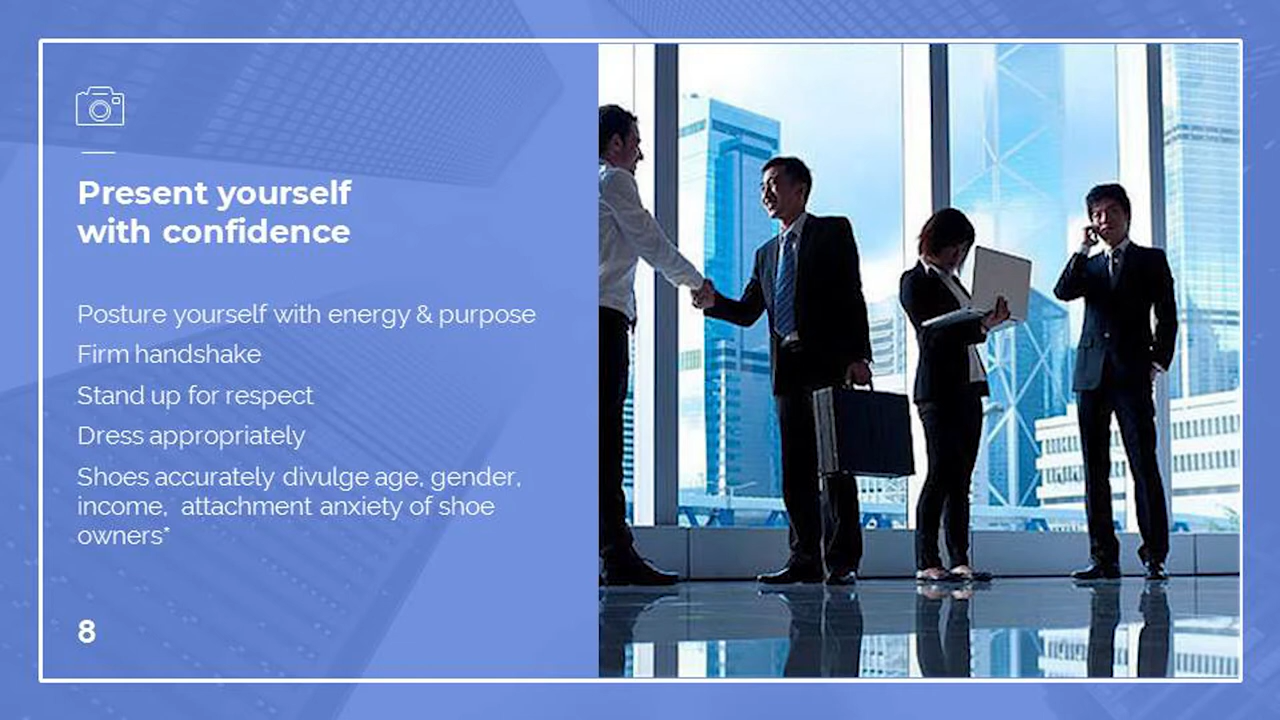 Present yourself
with confidence
Posture yourself with energy & purpose
Firm handshake
Stand up for respect
Dress appropriately
Shoes accurately divulge age, gender,
income,  attachment anxiety of shoe
owners*
8